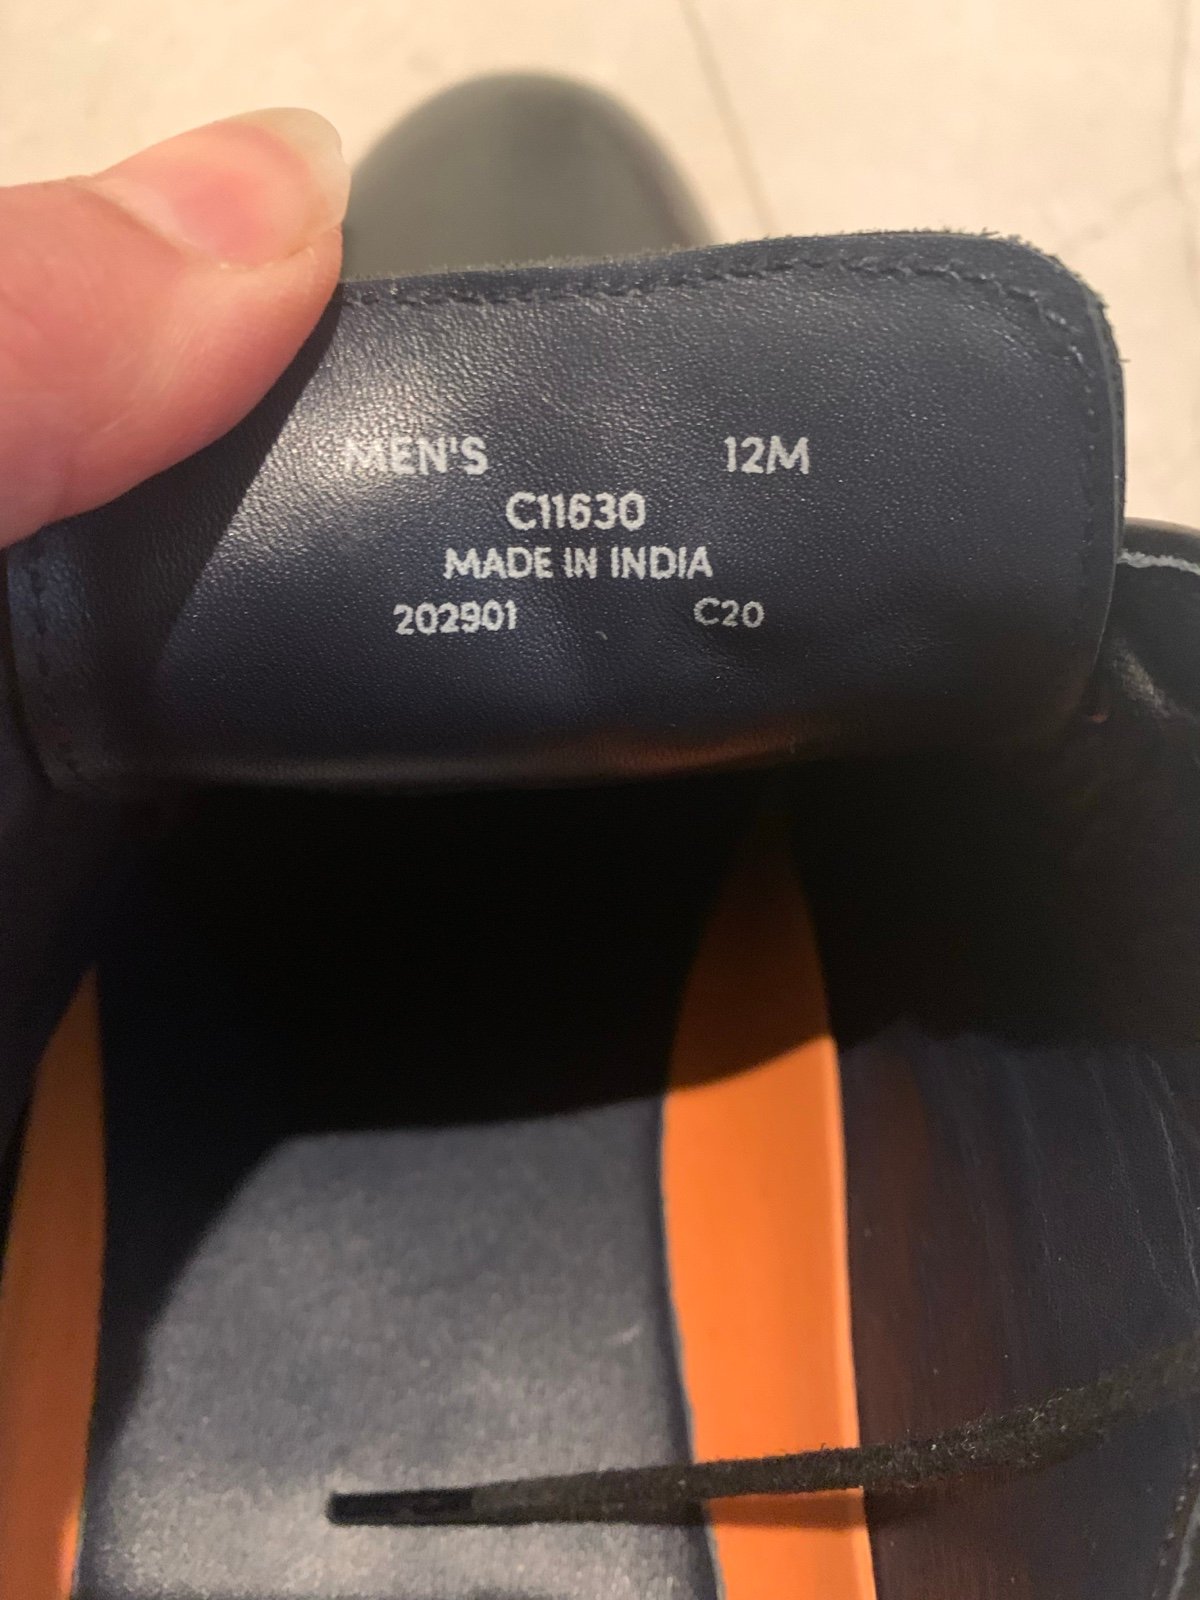 MEN'S 12M
C11630
MADE IN INDIA
202901 C20